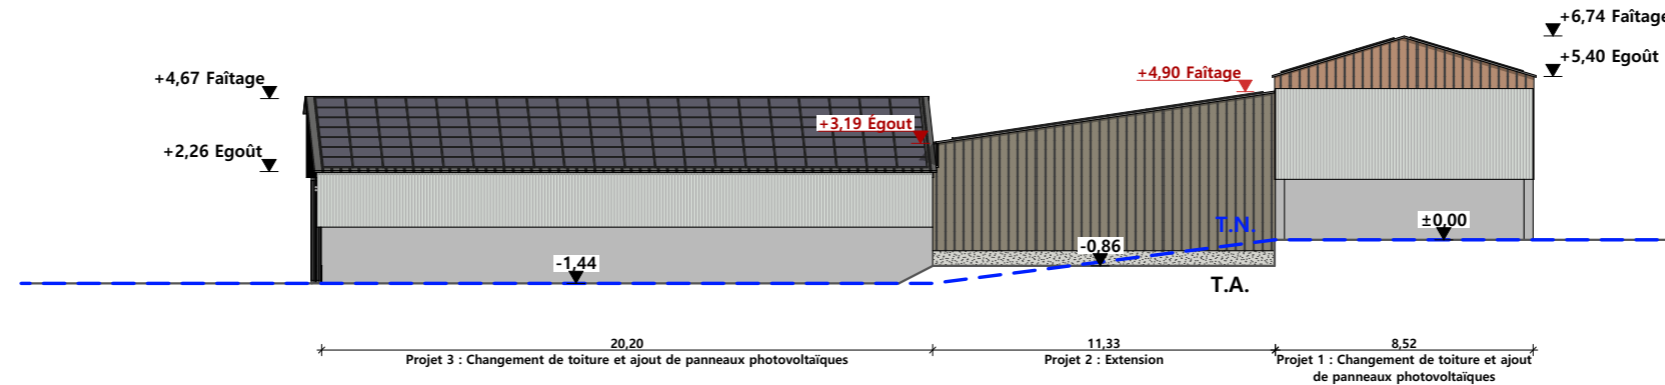 +6,74 Faîtage
+5,40 Egoût
+4,67 Faîtage
+4,90 Faîtage
+3,19 Égout
+2,26 Egoût
T.N.
±0,00
-0,86
-1,44
T.A.
20,20
11,33
8,52
Projet 3 : Changement de toiture et ajout de panneaux photovoltaïques
Projet 2 : Extension
Projet 1 : Changement de toiture et ajout
de panneaux photovoltaïques